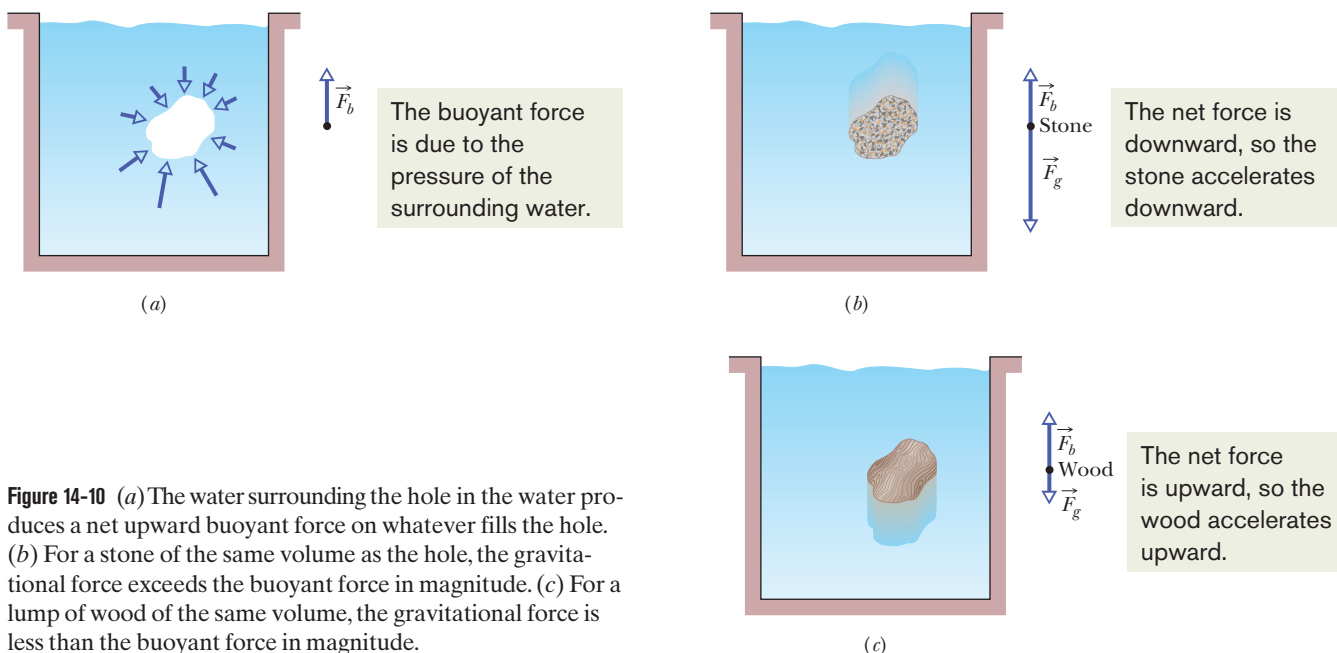 F_b
The buoyant force
is due to the
pressure of the
surrounding water.
(a)
F_b
Stone
F_g
The net force is
downward, so the
stone accelerates
downward.
(b)
F_b
Wood
F_g
The net force
is upward, so the
wood accelerates
upward.
(c)
Figure 14-10 (a) The water surrounding the hole in the water pro-
duces a net upward buoyant force on whatever fills the hole.
(b) For a stone of the same volume as the hole, the gravita-
tional force exceeds the buoyant force in magnitude. (c) For a
lump of wood of the same volume, the gravitational force is
less than the buoyant force in magnitude.